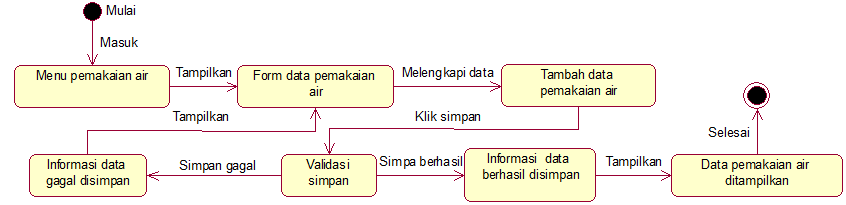 Mulai
Masuk
Menu pemakaian air
Tampilkan
Form data pemakaian
air
Melengkapi data
Tambah data
pemakaian air
Tampilkan
Klik simpan
Selesai
Informasi data
gagal disimpan
Simpan gagal
Validasi
simpan
Simpa berhasil
Informasi data
berhasil disimpan
Tampilkan
Data pemakaian air
ditampilkan